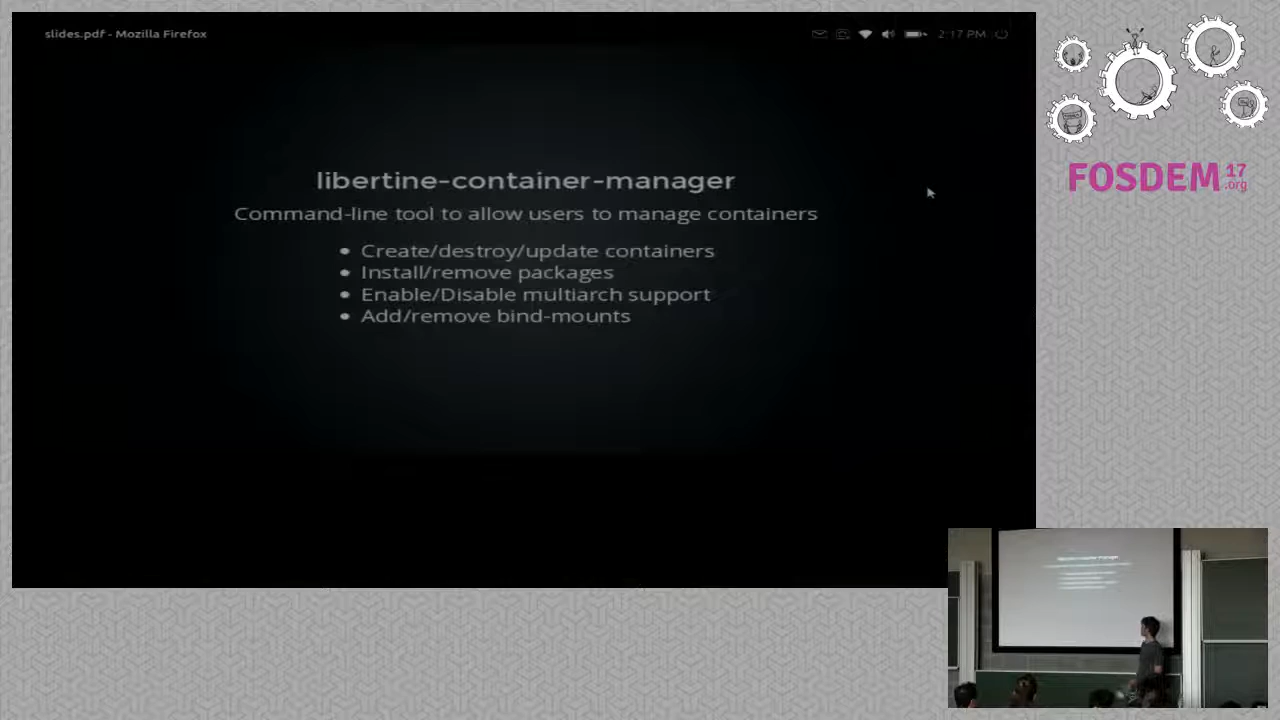 slides.pdf - Mozilla Firefox
2:17 PM
libertine-container-manager
Command-line tool to allow users to manage containers
• Create/destroy/update containers
• Install/remove packages
• Enable/Disable multiarch support
• Add/remove bind-mounts
FOSDEM 17
.org